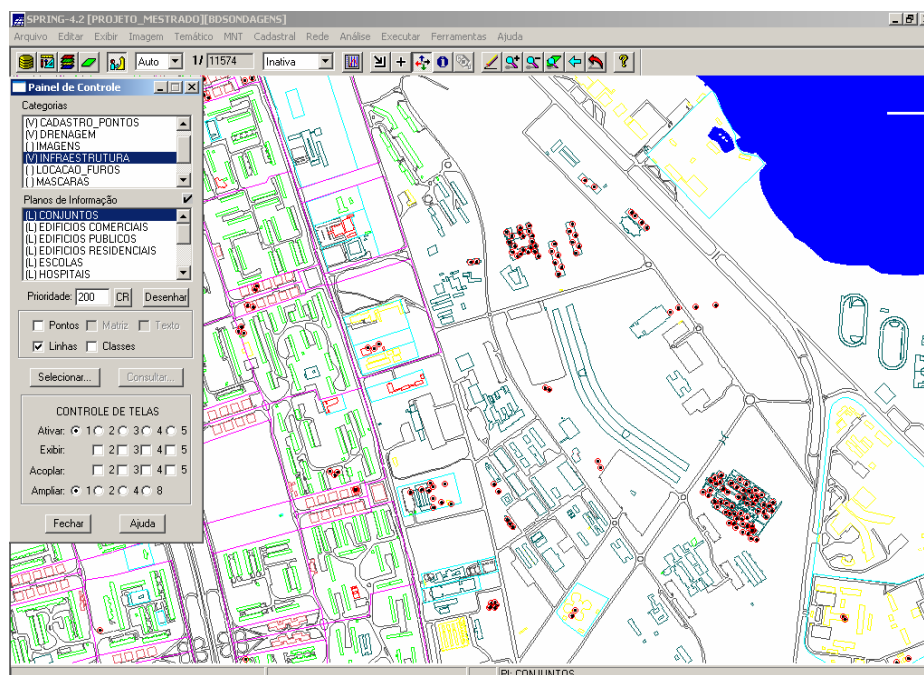 SPRING-4.2 [PROJETO_MESTRADO][BDSONDAGENS]
Arquivo Editar Exibir Imagem Temático MNT Cadastral Rede Análise Executar Ferramentas Ajuda
Auto 1/ 11574 Inativa
Painel de Controle
Categorias
(V) CADASTRO_PONTOS
(V) DRENAGEM
( ) IMAGENS
(V) INFRAESTRUTURA
( ) LOCACAO_FUROS
( ) MASCARAS
Planos de Informação
(L) CONJUNTOS
(L) EDIFICIOS COMERCIAIS
(L) EDIFICIOS PUBLICOS
(L) EDIFICIOS RESIDENCIAIS
(L) ESCOLAS
(L) HOSPITAIS
Prioridade: 200 CR Desenhar
Pontos Matriz Texto
Linhas Classes
Selecionar... Consultar...
CONTROLE DE TELAS
Ativar: 1 2 3 4 5
Exibir: 2 3 4 5
Acoplar: 2 3 4 5
Ampliar: 1 2 4 8
Fechar Ajuda
PI: CONJUNTOS